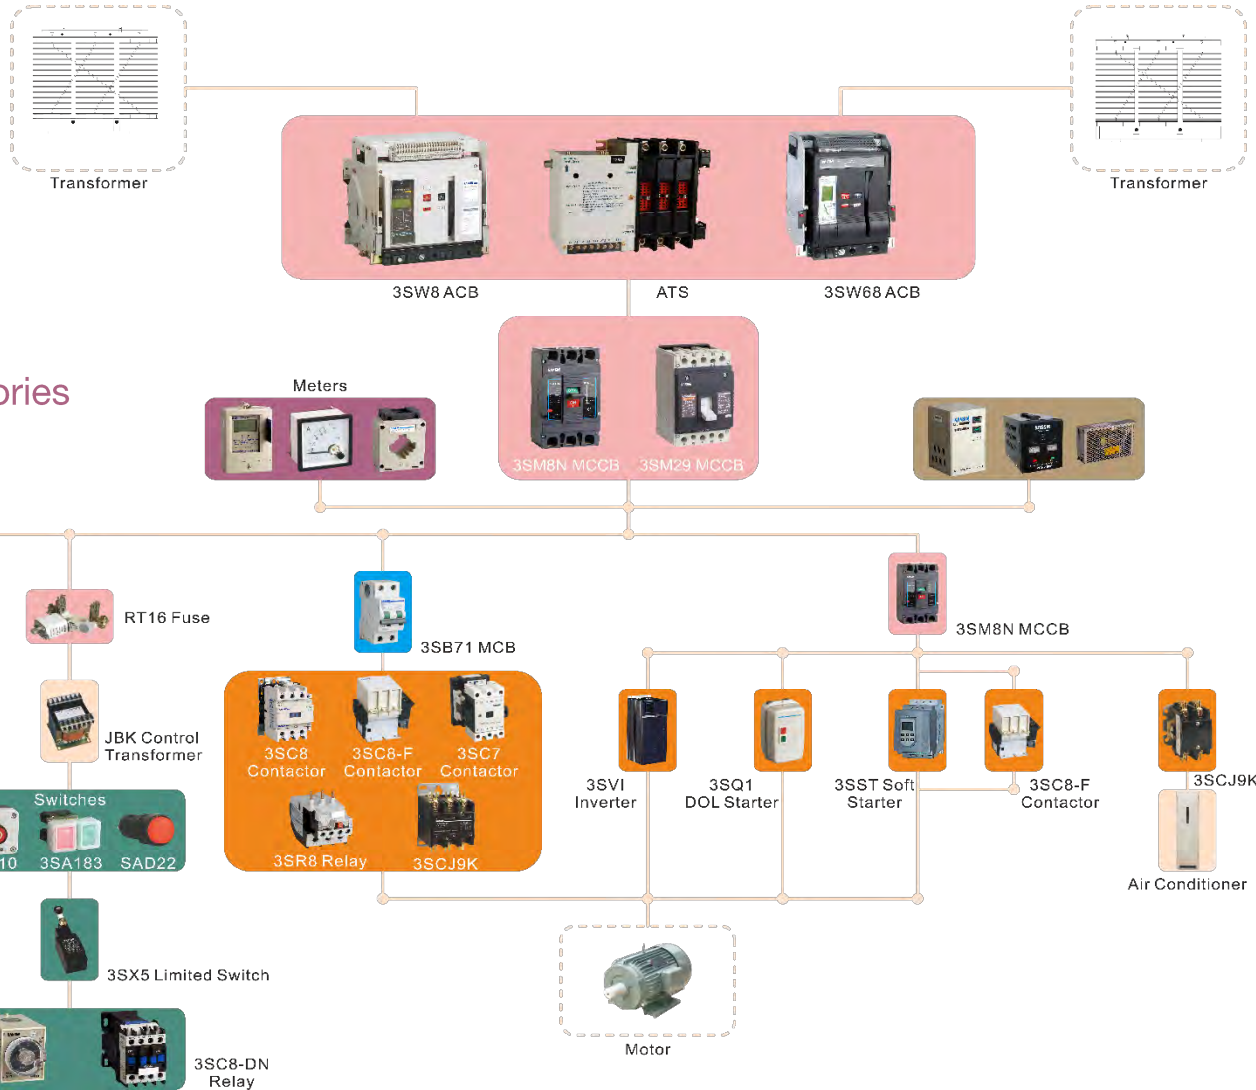 Transformer
Transformer
3SW8 ACB
ATS
3SW68 ACB
ories
Meters
3SM8N MCCB
3SM29 MCCB
RT16 Fuse
3SB71 MCB
3SM8N MCCB
JBK Control
Transformer
3SC8
Contactor
3SC8-F
Contactor
3SC7
Contactor
3SVI
Inverter
3SQ1
DOL Starter
3SST Soft
Starter
3SC8-F
Contactor
3SCJ9K
Switches
10
3SA183
SAD22
3SR8 Relay
3SCJ9K
Air Conditioner
3SX5 Limited Switch
Motor
3SC8-DN
Relay